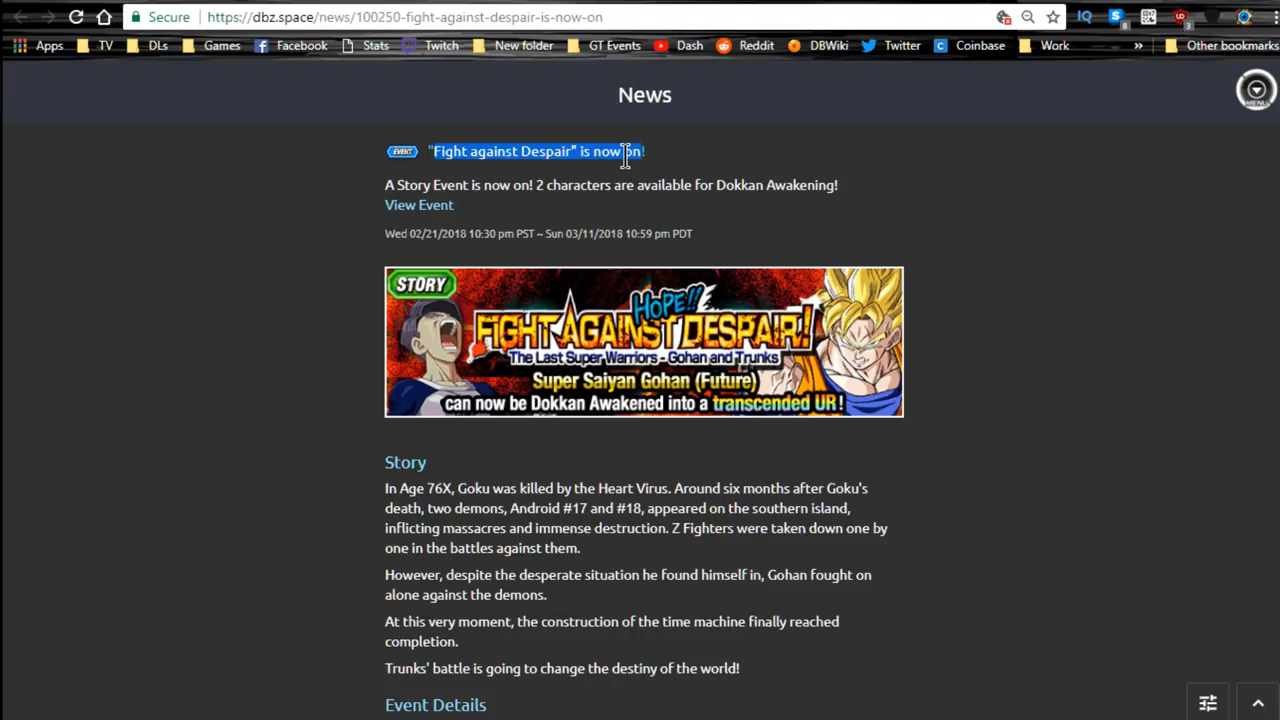 Secure https://dbz.space/news/100250-fight-against-despair-is-now-on
Apps TV DLs Games Facebook Stats Twitch New folder GT Events Dash Reddit DBWiki Twitter Coinbase Work » Other bookmarks
News
MENU
EVENT "Fight against Despair" is now on!
A Story Event is now on! 2 characters are available for Dokkan Awakening!
View Event
Wed 02/21/2018 10:30 pm PST ~ Sun 03/11/2018 10:59 pm PDT
STORY
HOPE!!
FIGHT AGAINST DESPAIR!
The Last Super Warriors - Gohan and Trunks
Super Saiyan Gohan (Future)
can now be Dokkan Awakened into a transcended UR!
Story
In Age 76X, Goku was killed by the Heart Virus. Around six months after Goku's
death, two demons, Android #17 and #18, appeared on the southern island,
inflicting massacres and immense destruction. Z Fighters were taken down one by
one in the battles against them.
However, despite the desperate situation he found himself in, Gohan fought on
alone against the demons.
At this very moment, the construction of the time machine finally reached
completion.
Trunks' battle is going to change the destiny of the world!
Event Details